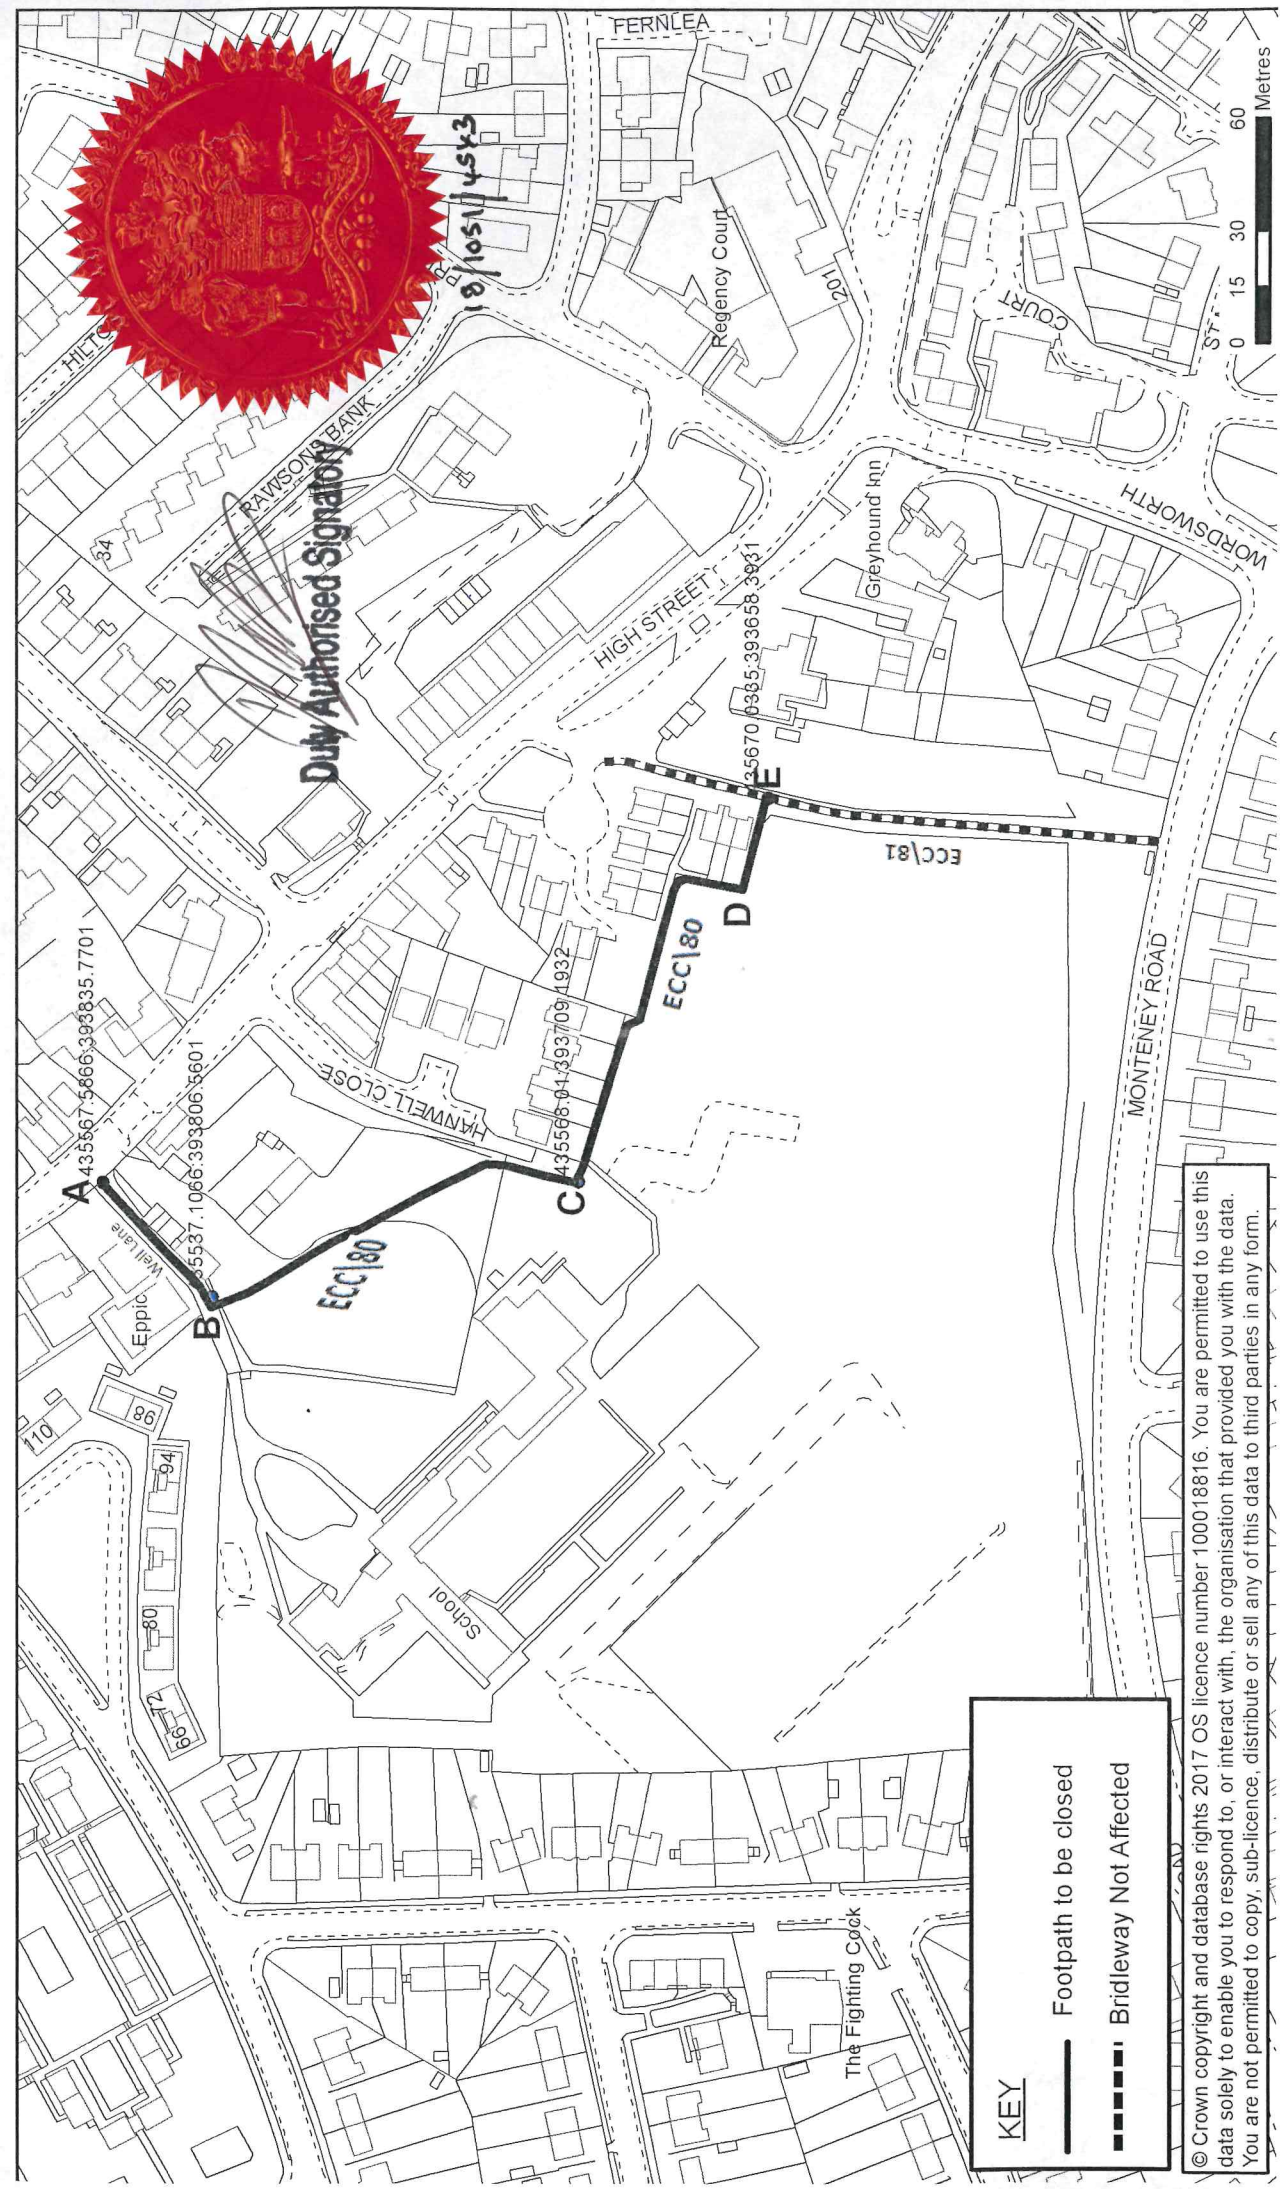 FERNLEA
HILTO
18/1051/4543
RAWSONS BANK
34
Duly Authorised Signatory
Regency Court
201
COURT
ST
HIGH STREET
Greyhound Inn
WORDSWORTH
A
435567.5866:393835.7701
Well Lane
Eppic
B
35537.1066:393806.5601
HANWELL CLOSE
ECC\80
C
435568.01:393709.1932
ECC\80
D
E
35670.0335:393658.3931
ECC\81
MONTENEY ROAD
110
98
94
80
66-72
School
The Fighting Cock
KEY
Footpath to be closed
Bridleway Not Affected
0 15 30 60
Metres
© Crown copyright and database rights 2017 OS licence number 100018816. You are permitted to use this
data solely to enable you to respond to, or interact with, the organisation that provided you with the data.
You are not permitted to copy, sub-licence, distribute or sell any of this data to third parties in any form.